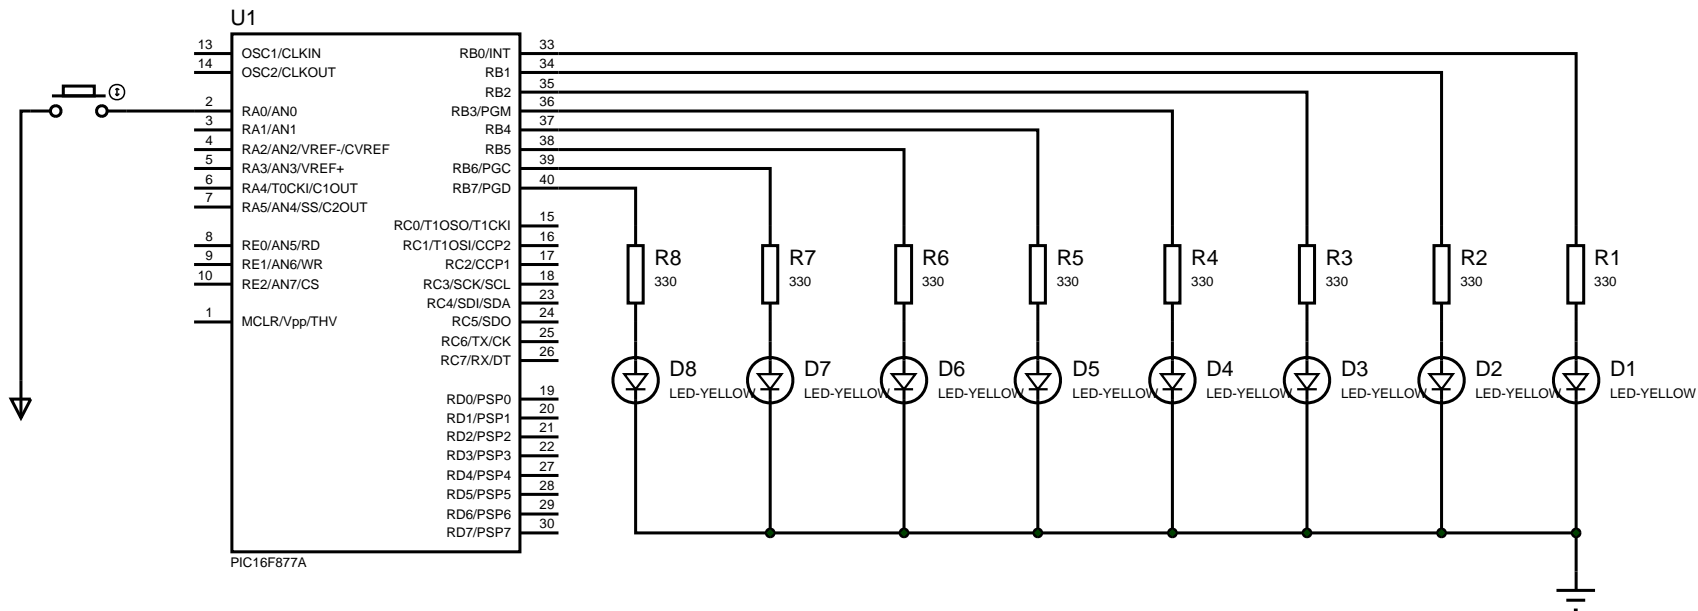 U1
13
OSC1/CLKIN
14
OSC2/CLKOUT
2
RA0/AN0
3
RA1/AN1
4
RA2/AN2/VREF-/CVREF
5
RA3/AN3/VREF+
6
RA4/T0CKI/C1OUT
7
RA5/AN4/SS/C2OUT
8
RE0/AN5/RD
9
RE1/AN6/WR
10
RE2/AN7/CS
1
MCLR/Vpp/THV
RB0/INT
33
RB1
34
RB2
35
RB3/PGM
36
RB4
37
RB5
38
RB6/PGC
39
RB7/PGD
40
RC0/T1OSO/T1CKI
15
RC1/T1OSI/CCP2
16
RC2/CCP1
17
RC3/SCK/SCL
18
RC4/SDI/SDA
23
RC5/SDO
24
RC6/TX/CK
25
RC7/RX/DT
26
RD0/PSP0
19
RD1/PSP1
20
RD2/PSP2
21
RD3/PSP3
22
RD4/PSP4
27
RD5/PSP5
28
RD6/PSP6
29
RD7/PSP7
30
PIC16F877A
R8
330
R7
330
R6
330
R5
330
R4
330
R3
330
R2
330
R1
330
D8
LED-YELLOW
D7
LED-YELLOW
D6
LED-YELLOW
D5
LED-YELLOW
D4
LED-YELLOW
D3
LED-YELLOW
D2
LED-YELLOW
D1
LED-YELLOW